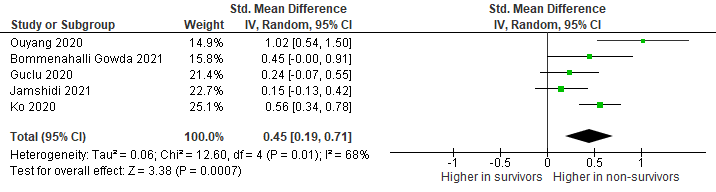 Std. Mean Difference Std. Mean Difference
Study or Subgroup Weight IV, Random, 95% CI IV, Random, 95% CI
Ouyang 2020 14.9% 1.02 [0.54, 1.50]
Bommenahalli Gowda 2021 15.8% 0.45 [-0.00, 0.91]
Guclu 2020 21.4% 0.24 [-0.07, 0.55]
Jamshidi 2021 22.7% 0.15 [-0.13, 0.42]
Ko 2020 25.1% 0.56 [0.34, 0.78]
Total (95% CI) 100.0% 0.45 [0.19, 0.71]
Heterogeneity: Tau² = 0.06; Chi² = 12.60, df = 4 (P = 0.01); I² = 68%
Test for overall effect: Z = 3.38 (P = 0.0007)
-1 -0.5 0 0.5 1
Higher in survivors Higher in non-survivors